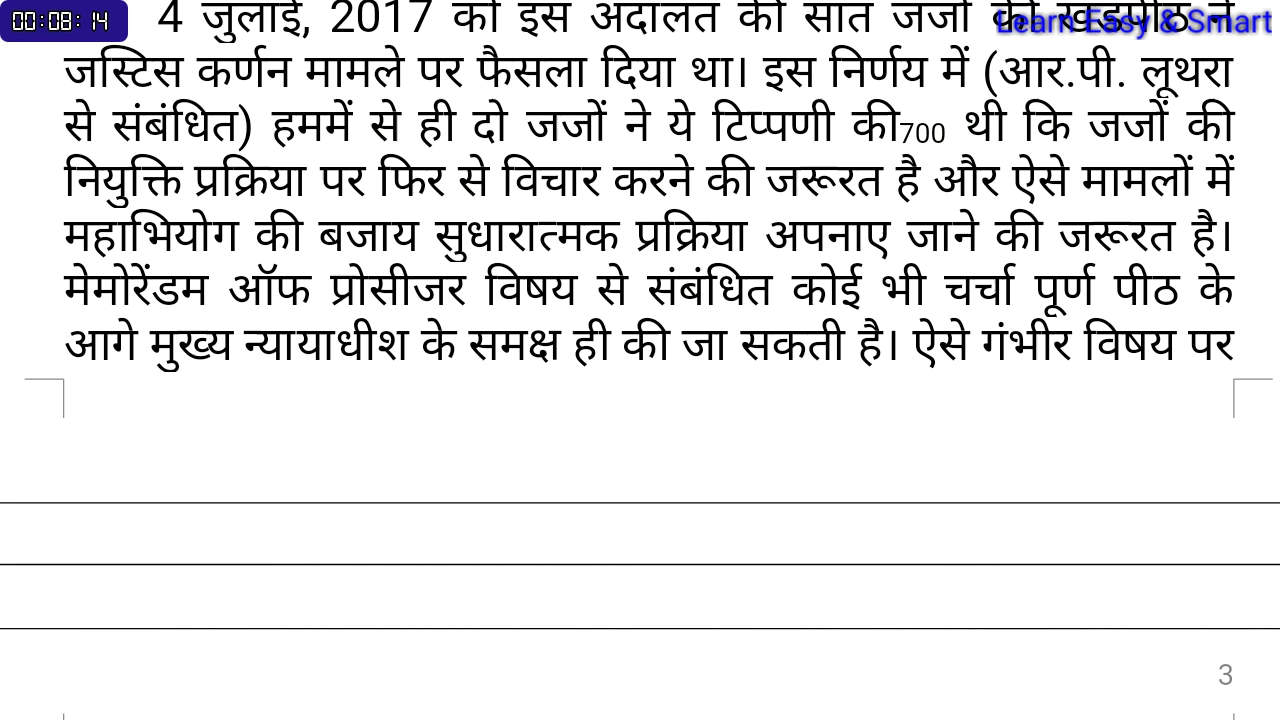 00:08:14
Learn Easy & Smart
4 जुलाई, 2017 को इस अदालत की सात जजों की खंडपीठ ने
जस्टिस कर्णन मामले पर फैसला दिया था। इस निर्णय में (आर.पी. लूथरा
से संबंधित) हममें से ही दो जजों ने ये टिप्पणी की700 थी कि जजों की
नियुक्ति प्रक्रिया पर फिर से विचार करने की जरूरत है और ऐसे मामलों में
महाभियोग की बजाय सुधारात्मक प्रक्रिया अपनाए जाने की जरूरत है।
मेमोरेंडम ऑफ प्रोसीजर विषय से संबंधित कोई भी चर्चा पूर्ण पीठ के
आगे मुख्य न्यायाधीश के समक्ष ही की जा सकती है। ऐसे गंभीर विषय पर
3